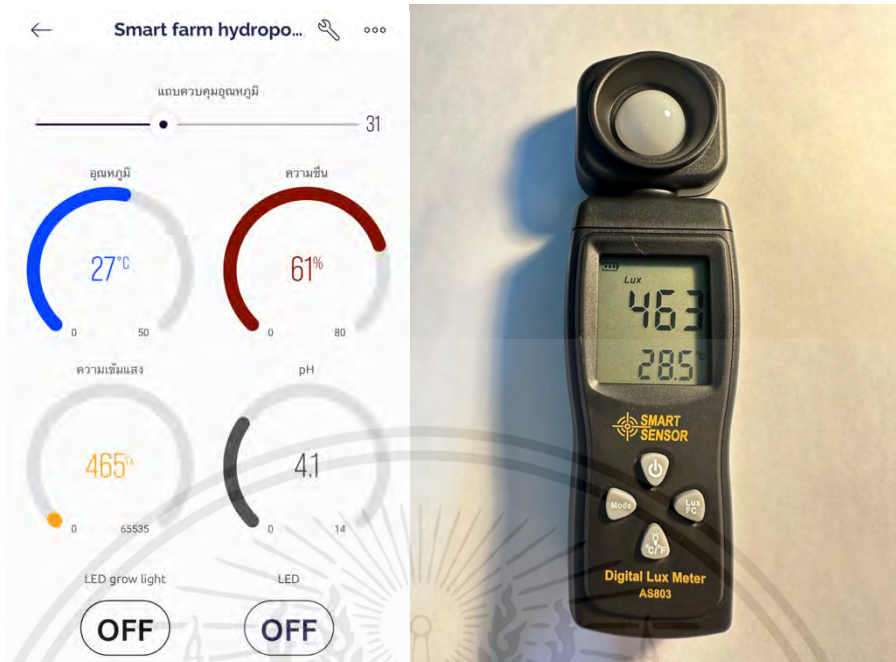 Smart farm hydropo...
แถบควบคุมอุณหภูมิ
31
อุณหภูมิ
ความชื้น
27°C
61%
0 50
0 80
ความเข้มแสง
pH
465
4.1
0 65535
0 14
LED grow light
LED
OFF
OFF
Lux
463
28.5 °C
SMART
SENSOR
Mode
Lux
FC
°C/°F
Digital Lux Meter
AS803